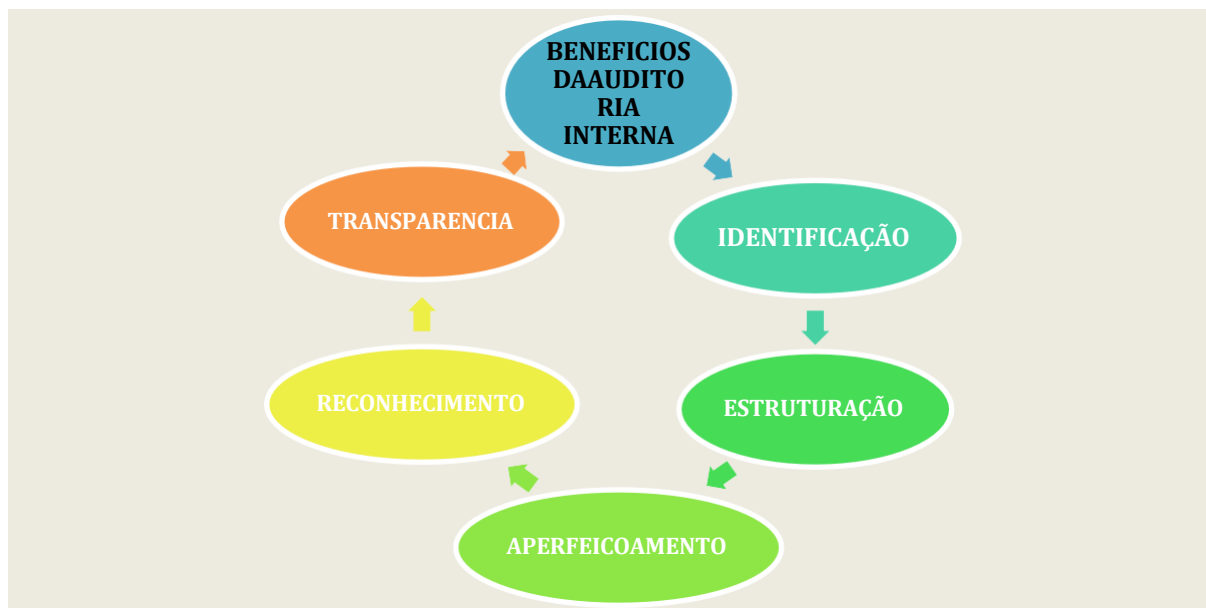 BENEFICIOS
DAAUDITO
RIA
INTERNA
IDENTIFICAÇÃO
ESTRUTURAÇÃO
APERFEICOAMENTO
RECONHECIMENTO
TRANSPARENCIA